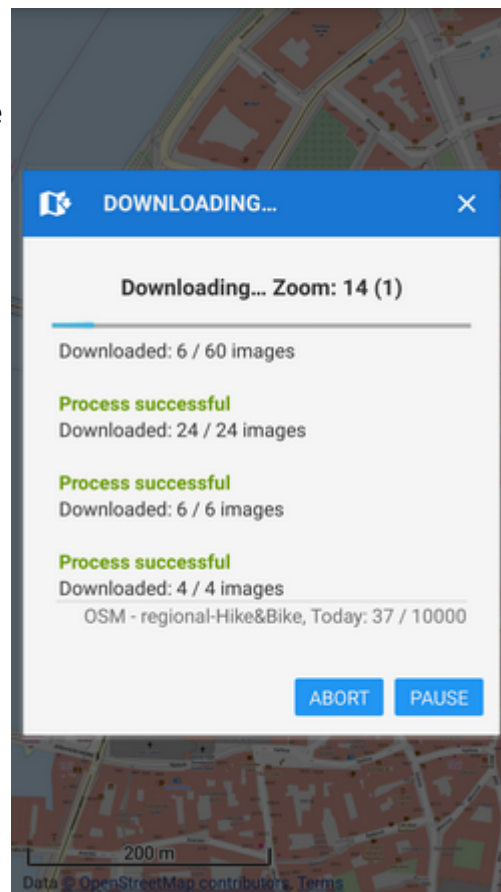 e
DOWNLOADING…
Downloading… Zoom: 14 (1)
Downloaded: 6 / 60 images
Process successful
Downloaded: 24 / 24 images
Process successful
Downloaded: 6 / 6 images
Process successful
Downloaded: 4 / 4 images
OSM - regional-Hike&Bike, Today: 37 / 10000
ABORT PAUSE
200 m
Data © OpenStreetMap contributors, Terms